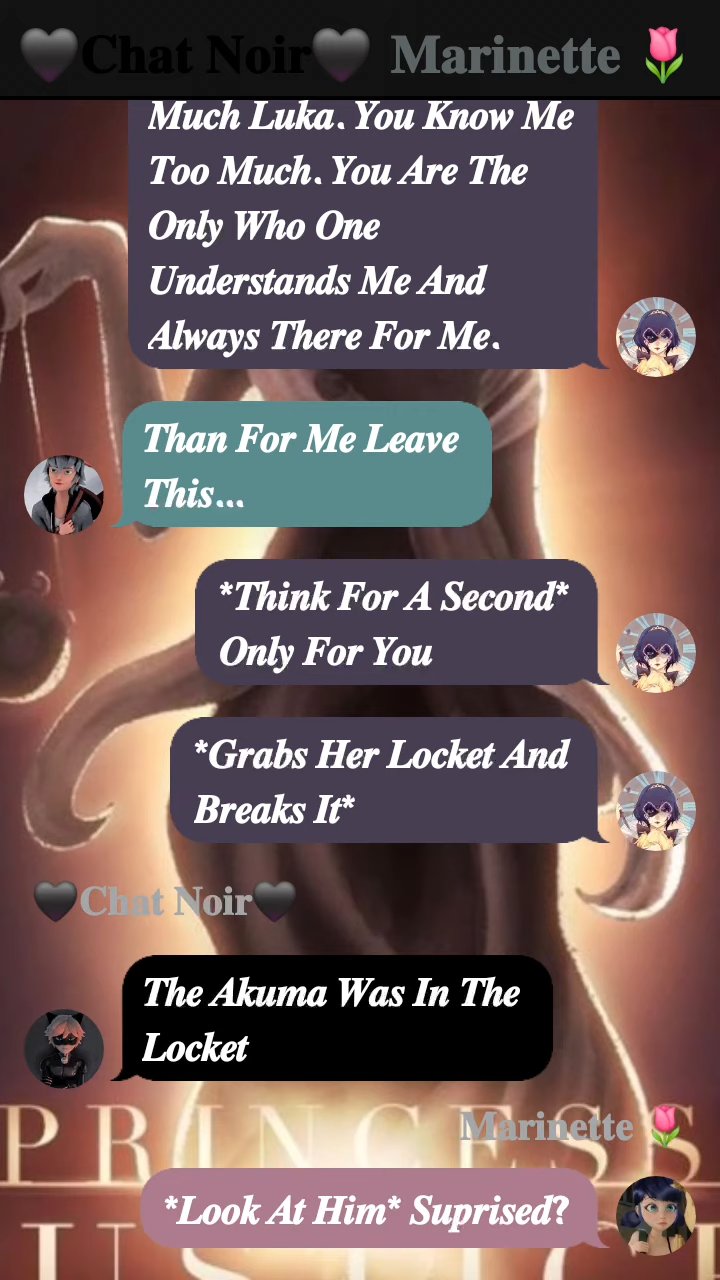 🖤Chat Noir🖤 Marinette 🌷
Much Luka. You Know Me
Too Much. You Are The
Only Who One
Understands Me And
Always There For Me.
Than For Me Leave
This...
*Think For A Second*
Only For You
*Grabs Her Locket And
Breaks It*
🖤Chat Noir🖤
The Akuma Was In The
Locket
Marinette 🌷
PRINCESS
*Look At Him* Suprised?